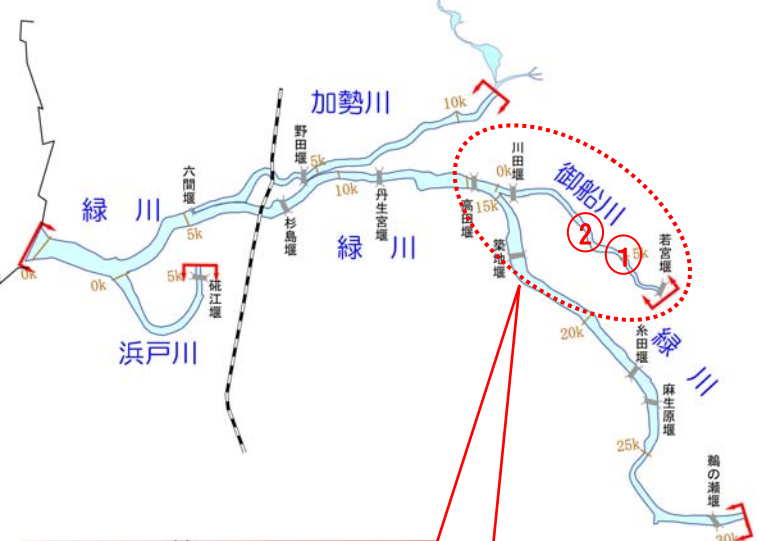 加勢川
10k
野田堰
5k
川田堰
0k
御船川
六間堰
緑 川
5k
10k
丹生宮堰
高田堰
15k
②
①
5k
若宮堰
杉島堰
緑 川
築地堰
0k
0k
5k
硴江堰
浜戸川
20k
糸田堰
緑 川
麻生原堰
25k
鵜の瀬堰
30k